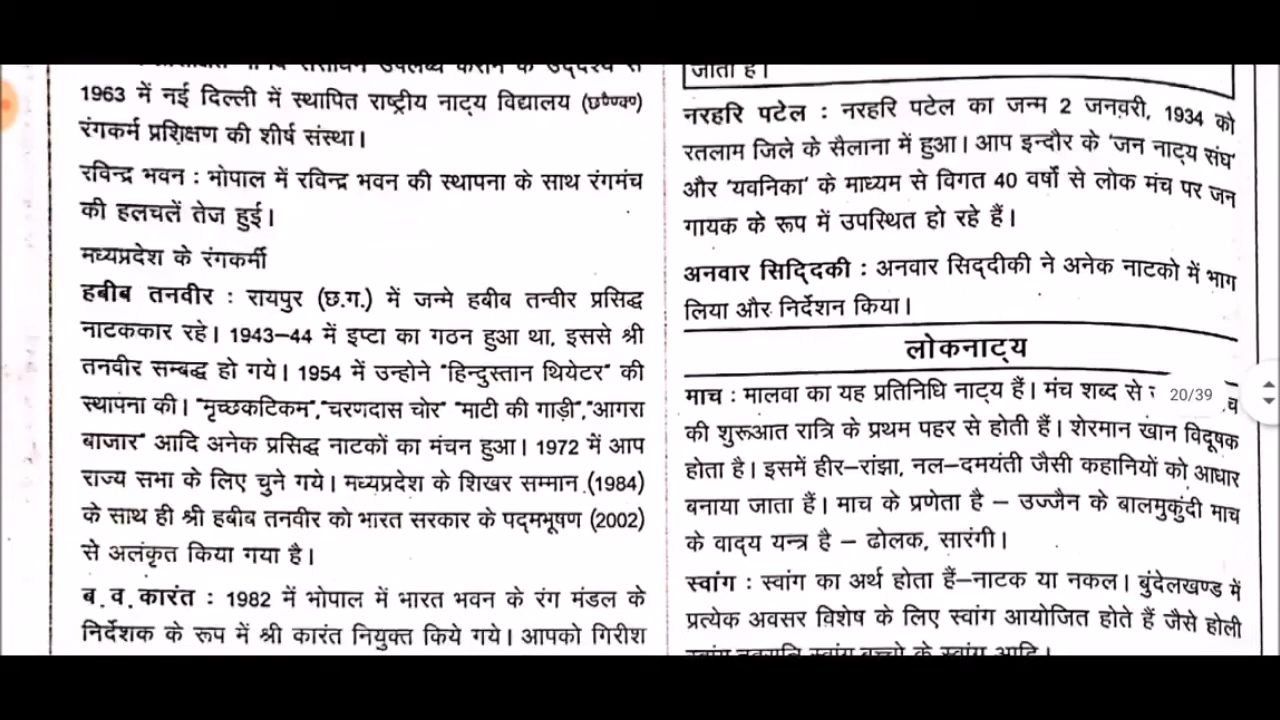 1963 में नई दिल्ली में स्थापित राष्ट्रीय नाट्य विद्यालय
रंगकर्म प्रशिक्षण की शीर्ष संस्था।
रविन्द्र भवन : भोपाल में रविन्द्र भवन की स्थापना के साथ रंगमंच
की हलचलें तेज हुई।
मध्यप्रदेश के रंगकर्मी
हबीब तनवीर : रायपुर (छ.ग.) में जन्मे हबीब तन्वीर प्रसिद्ध
नाटककार रहे। 1943–44 में इप्टा का गठन हुआ था, इससे श्री
तनवीर सम्बद्ध हो गये। 1954 में उन्होने "हिन्दुस्तान थियेटर" की
स्थापना की। "मृच्छकटिकम","चरणदास चोर" "माटी की गाड़ी","आगरा
बाजार" आदि अनेक प्रसिद्ध नाटकों का मंचन हुआ। 1972 में आप
राज्य सभा के लिए चुने गये। मध्यप्रदेश के शिखर सम्मान (1984)
के साथ ही श्री हबीब तनवीर को भारत सरकार के पद्मभूषण (2002)
से अलंकृत किया गया है।
ब. व. कारंत : 1982 में भोपाल में भारत भवन के रंग मंडल के
निर्देशक के रूप में श्री कारंत नियुक्त किये गये। आपको गिरीश
जाता है।
नरहरि पटेल : नरहरि पटेल का जन्म 2 जनवरी, 1934 को
रतलाम जिले के सैलाना में हुआ। आप इन्दौर के 'जन नाट्य संघ'
और 'यवनिका' के माध्यम से विगत 40 वर्षो से लोक मंच पर जन
गायक के रूप में उपस्थित हो रहे हैं।
अनवार सिद्दिकी : अनवार सिद्दीकी ने अनेक नाटको में भाग
लिया और निर्देशन किया।
लोकनाट्य
माच : मालवा का यह प्रतिनिधि नाट्य हैं। मंच शब्द से
20/39
की शुरूआत रात्रि के प्रथम पहर से होती हैं। शेरमान खान विदूषक
होता है। इसमें हीर–रांझा, नल–दमयंती जैसी कहानियों को आधार
बनाया जाता हैं। माच के प्रणेता है – उज्जैन के बालमुकुंदी माच
के वाद्य यन्त्र है – ढोलक, सारंगी।
स्वांग : स्वांग का अर्थ होता हैं–नाटक या नकल। बुंदेलखण्ड में
प्रत्येक अवसर विशेष के लिए स्वांग आयोजित होते हैं जैसे होली